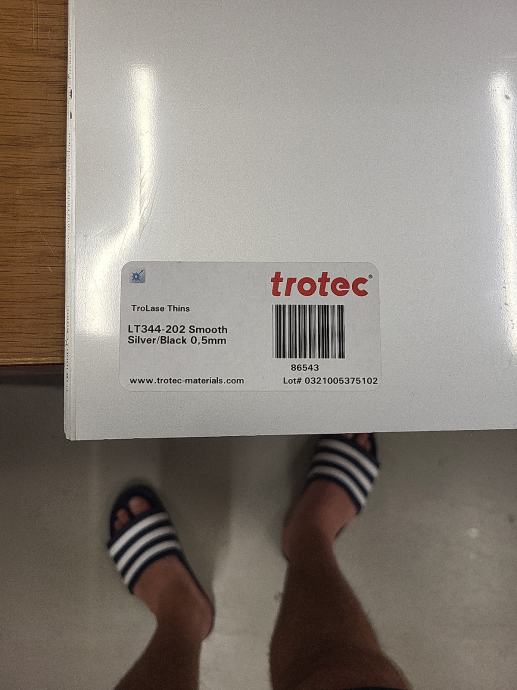 trotec®
TroLase Thins
LT344-202 Smooth
Silver/Black 0,5mm
86543
www.trotec-materials.com
Lot# 0321005375102